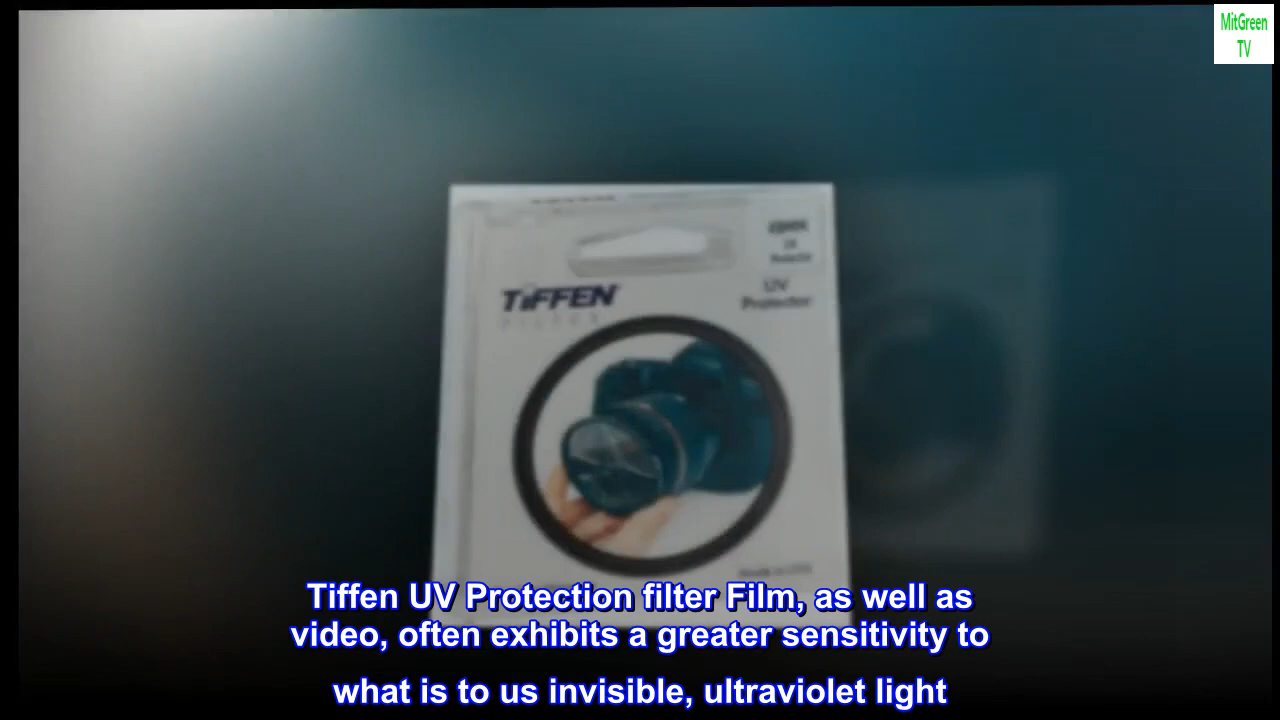 MitGreen
TV
TIFFEN
FILTER
UV
Protector
Tiffen UV Protection filter Film, as well as
video, often exhibits a greater sensitivity to
what is to us invisible, ultraviolet light